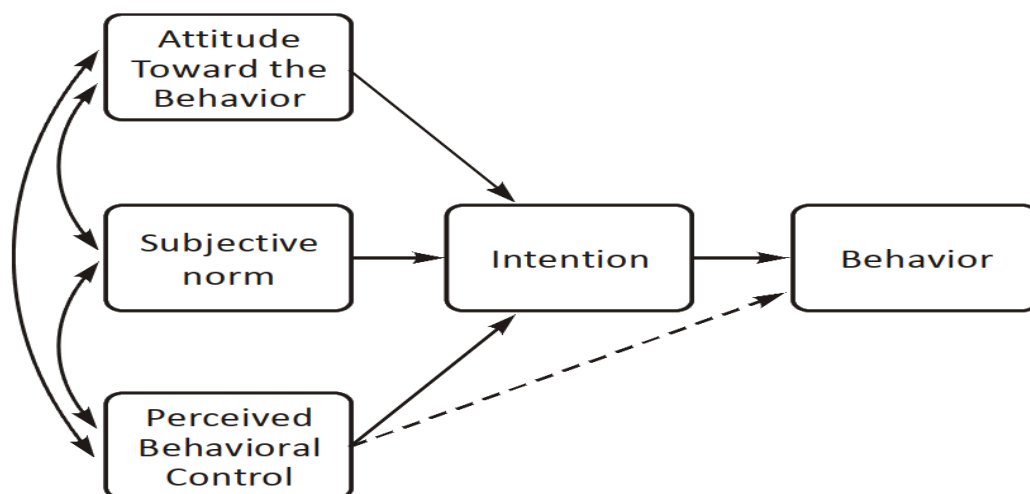 Attitude
Toward the
Behavior
Subjective
norm
Intention
Behavior
Perceived
Behavioral
Control